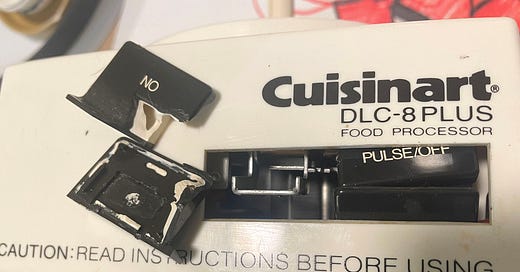 NO
Cuisinart®
DLC-8 PLUS
FOOD PROCESSOR
PULSE/OFF
CAUTION: READ INSTRUCTIONS BEFORE USING